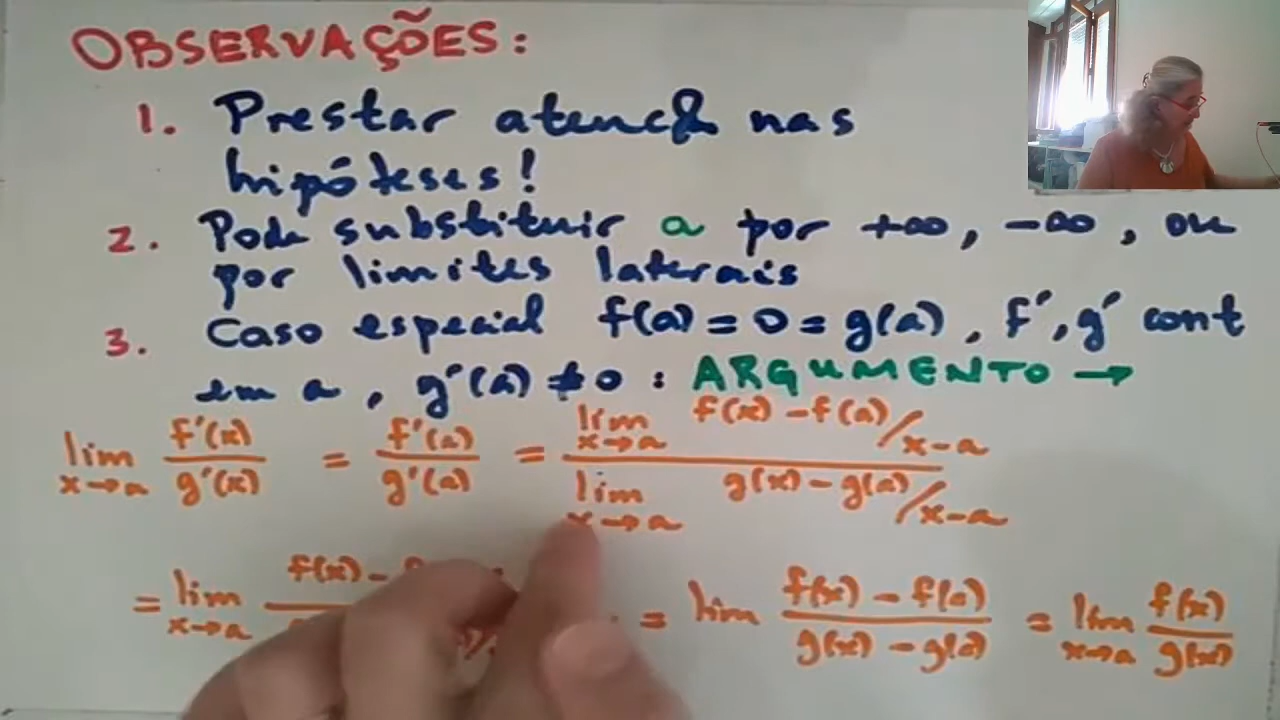 OBSERVAÇÕES:
1. Prestar atenção nas
hipóteses!
2. Pode substituir a por +∞, -∞, ou
por limites laterais
3. Caso especial f(a) = 0 = g(a), f', g' cont
em a, g'(a) ≠ 0 : ARGUMENTO →
lim x→a f'(x)/g'(x) = f'(a)/g'(a) = lim x→a f(x) - f(a)/x-a / lim x→a g(x) - g(a)/x-a
= lim x→a f(x) - = lim f(x) - f(a)/g(x) - g(a) = lim x→a f(x)/g(x)